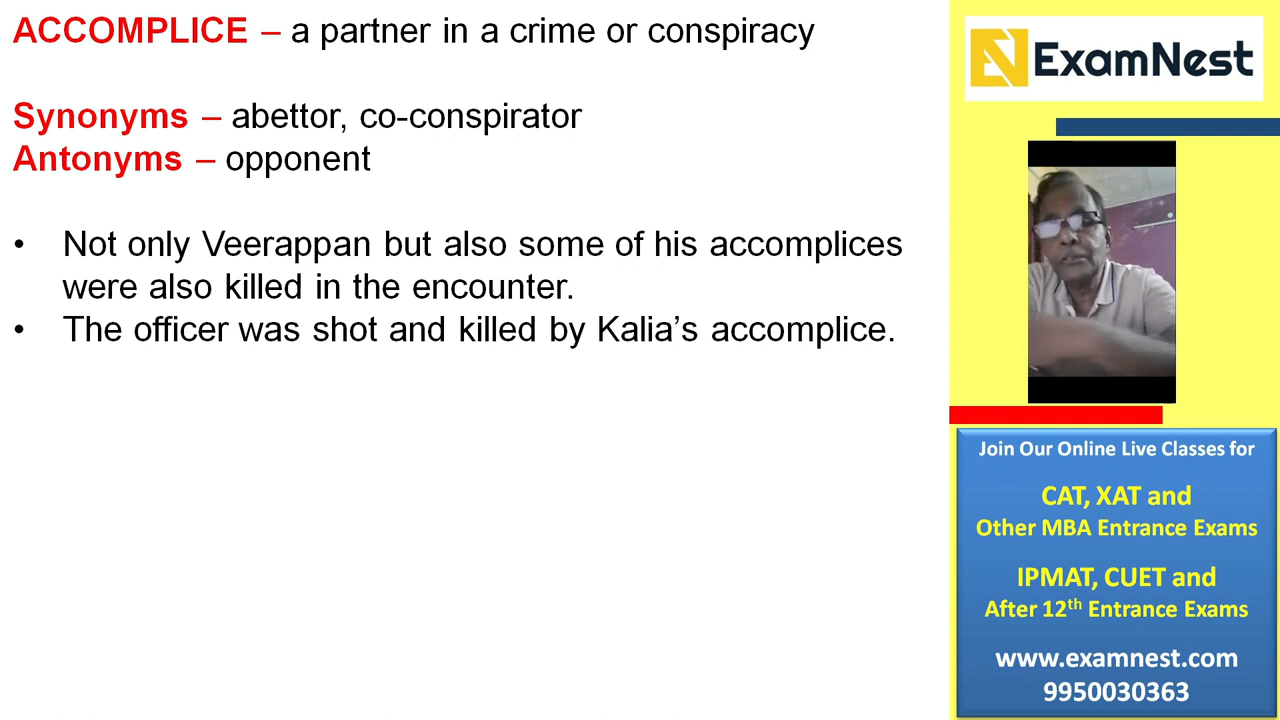 ACCOMPLICE – a partner in a crime or conspiracy
Synonyms – abettor, co-conspirator
Antonyms – opponent
• Not only Veerappan but also some of his accomplices
were also killed in the encounter.
• The officer was shot and killed by Kalia’s accomplice.
ExamNest
Join Our Online Live Classes for
CAT, XAT and
Other MBA Entrance Exams
IPMAT, CUET and
After 12th Entrance Exams
www.examnest.com
9950030363